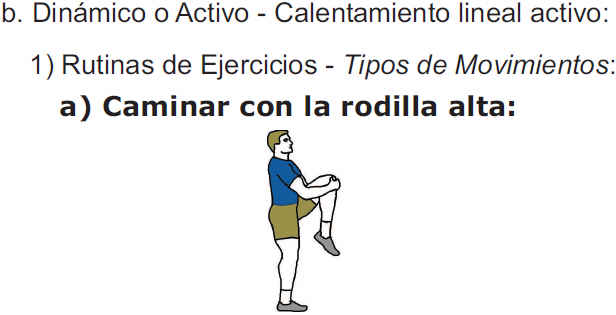 b. Dinámico o Activo - Calentamiento lineal activo:
1) Rutinas de Ejercicios - Tipos de Movimientos:
a) Caminar con la rodilla alta: